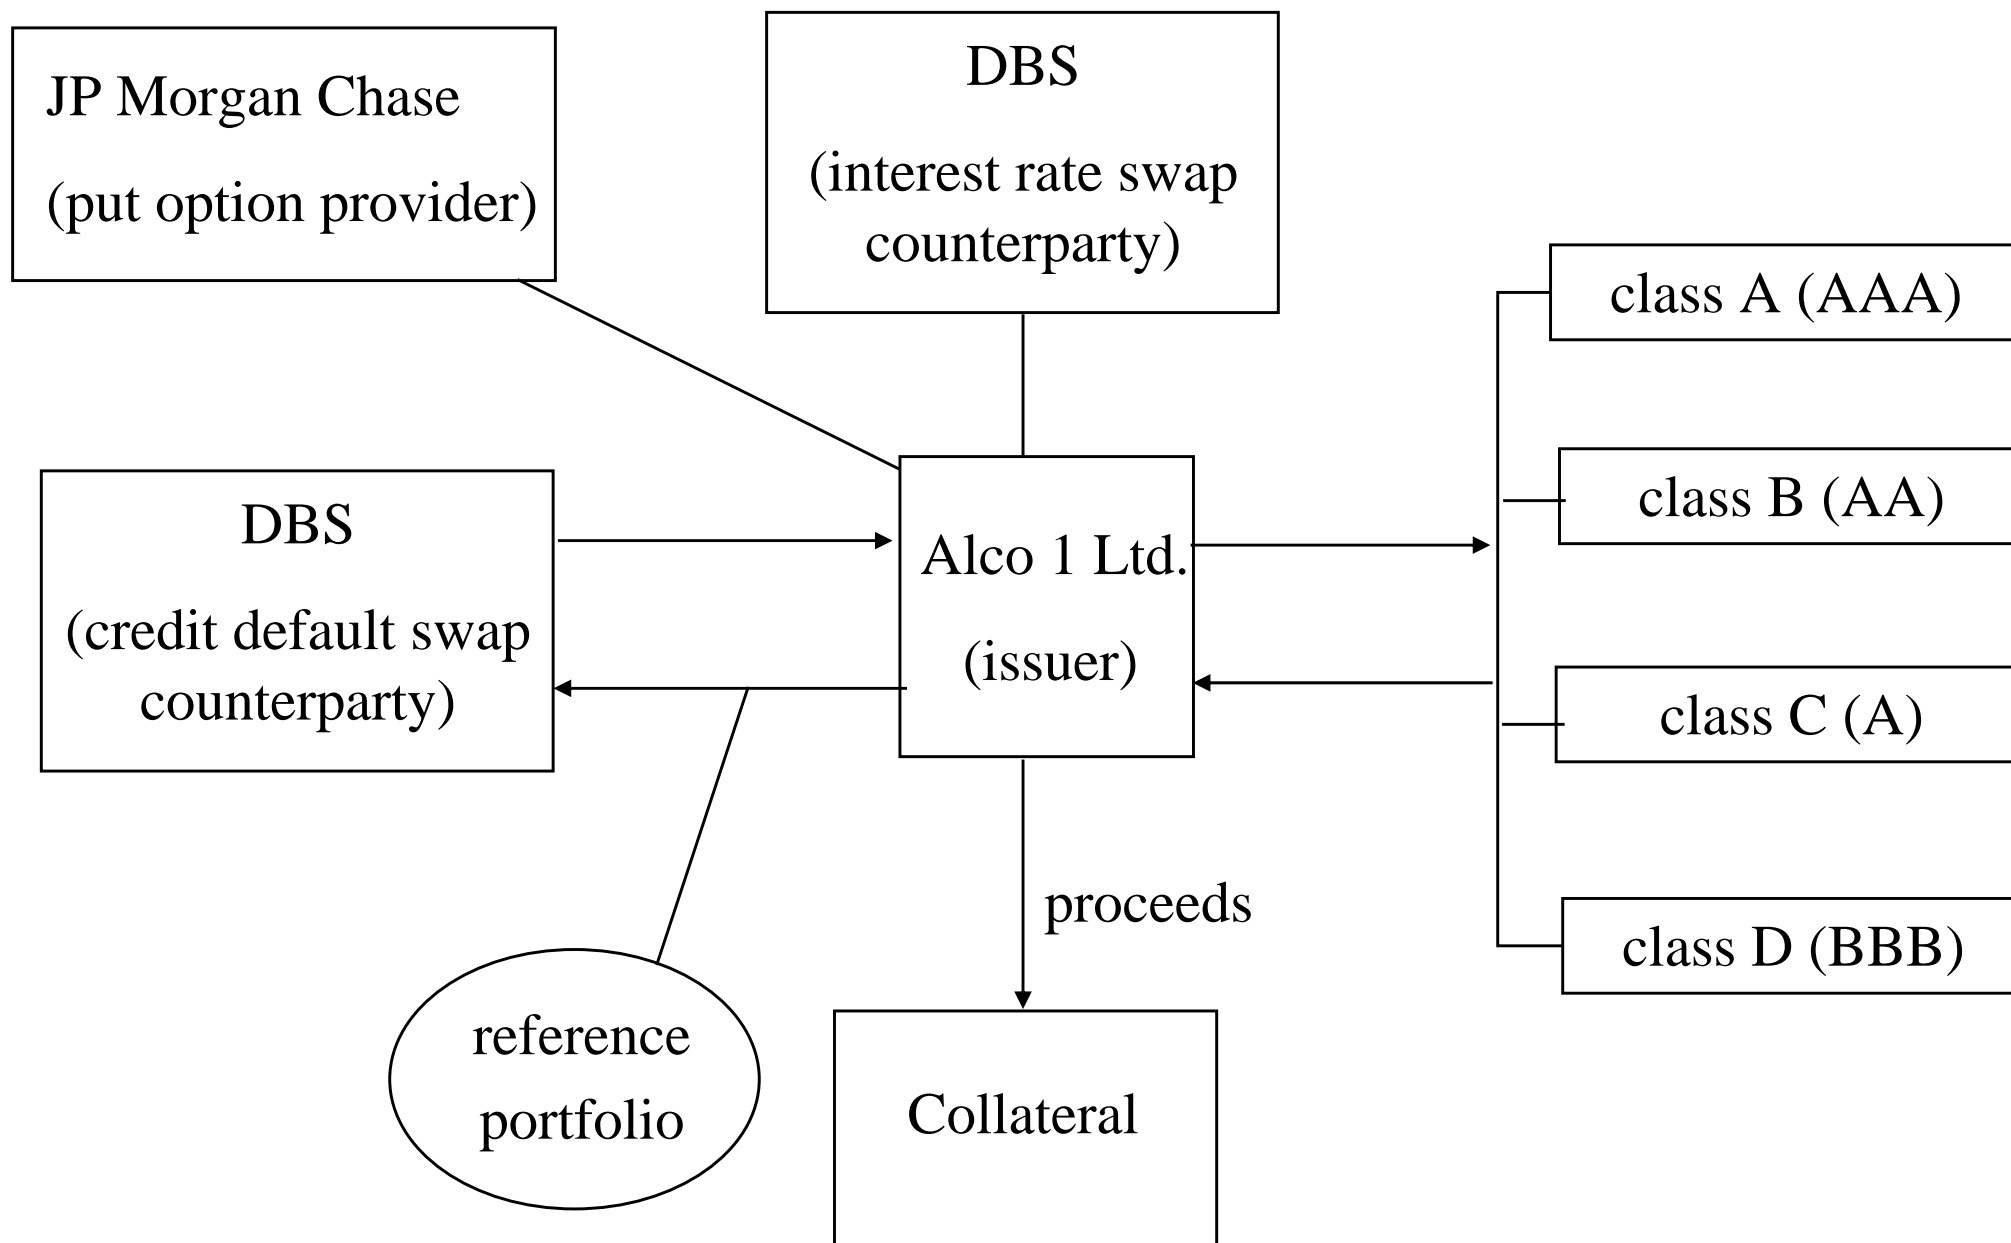 JP Morgan Chase
(put option provider)
DBS
(interest rate swap
counterparty)
class A (AAA)
class B (AA)
DBS
(credit default swap
counterparty)
Alco 1 Ltd.
(issuer)
class C (A)
class D (BBB)
proceeds
reference
portfolio
Collateral